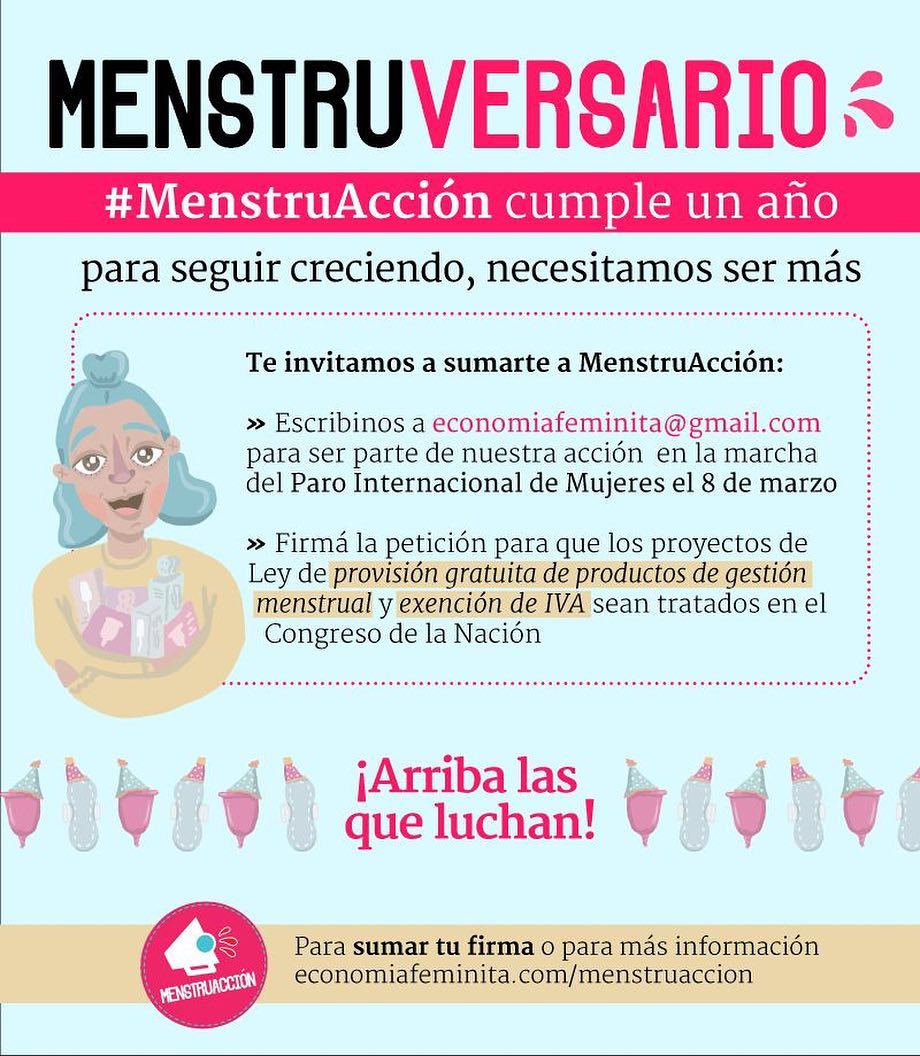 MENSTRUVERSARIO
#MenstruAcción cumple un año
para seguir creciendo, necesitamos ser más
Te invitamos a sumarte a MenstruAcción:
» Escribinos a economiafeminita@gmail.com
para ser parte de nuestra acción en la marcha
del Paro Internacional de Mujeres el 8 de marzo
» Firmá la petición para que los proyectos de
Ley de provisión gratuita de productos de gestión
menstrual y exención de IVA sean tratados en el
Congreso de la Nación
¡Arriba las
que luchan!
MENSTRUACCIÓN
Para sumar tu firma o para más información
economiafeminita.com/menstruaccion